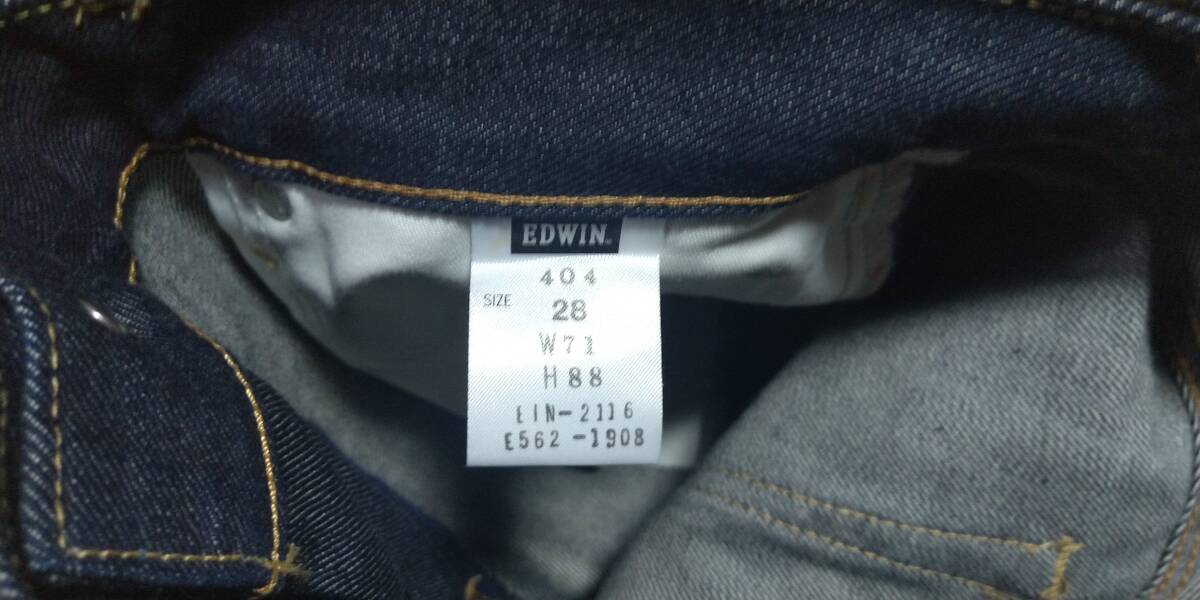 EDWIN.
404
SIZE 28
W71
H88
EIN-2116
E562-1908